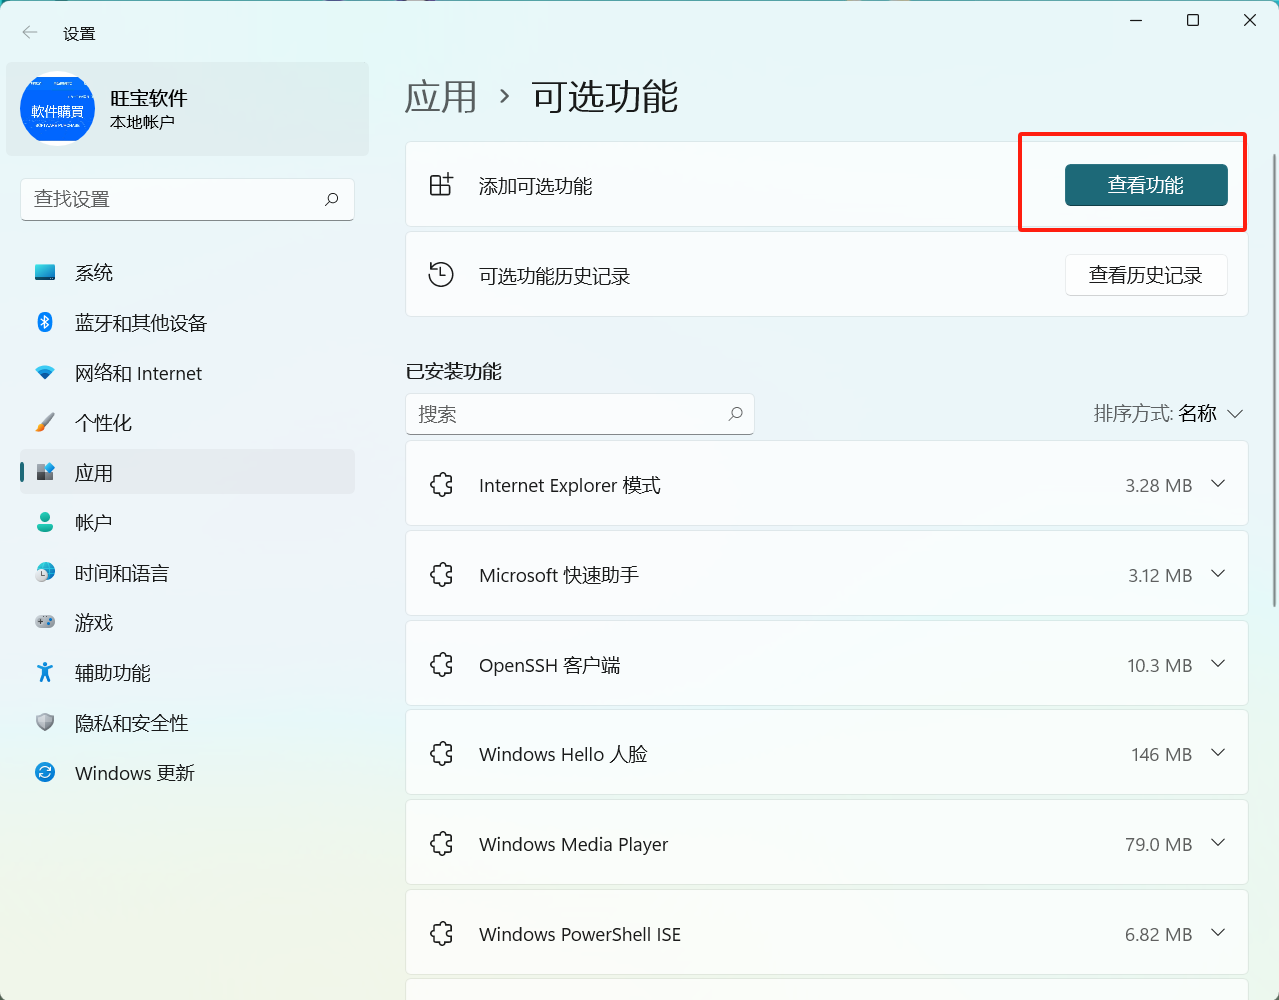 设置
軟件購買
旺宝软件
本地帐户
查找设置
系统
蓝牙和其他设备
网络和 Internet
个性化
应用
帐户
时间和语言
游戏
辅助功能
隐私和安全性
Windows 更新
应用 › 可选功能
添加可选功能
查看功能
可选功能历史记录
查看历史记录
已安装功能
搜索
排序方式: 名称
Internet Explorer 模式 3.28 MB
Microsoft 快速助手 3.12 MB
OpenSSH 客户端 10.3 MB
Windows Hello 人脸 146 MB
Windows Media Player 79.0 MB
Windows PowerShell ISE 6.82 MB